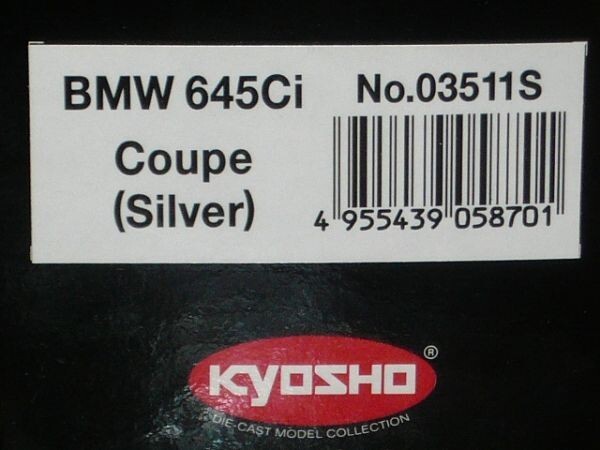 BMW 645Ci
Coupe
(Silver)
No.03511S
4 955439 058701
KYOSHO®
DIE-CAST MODEL COLLECTION